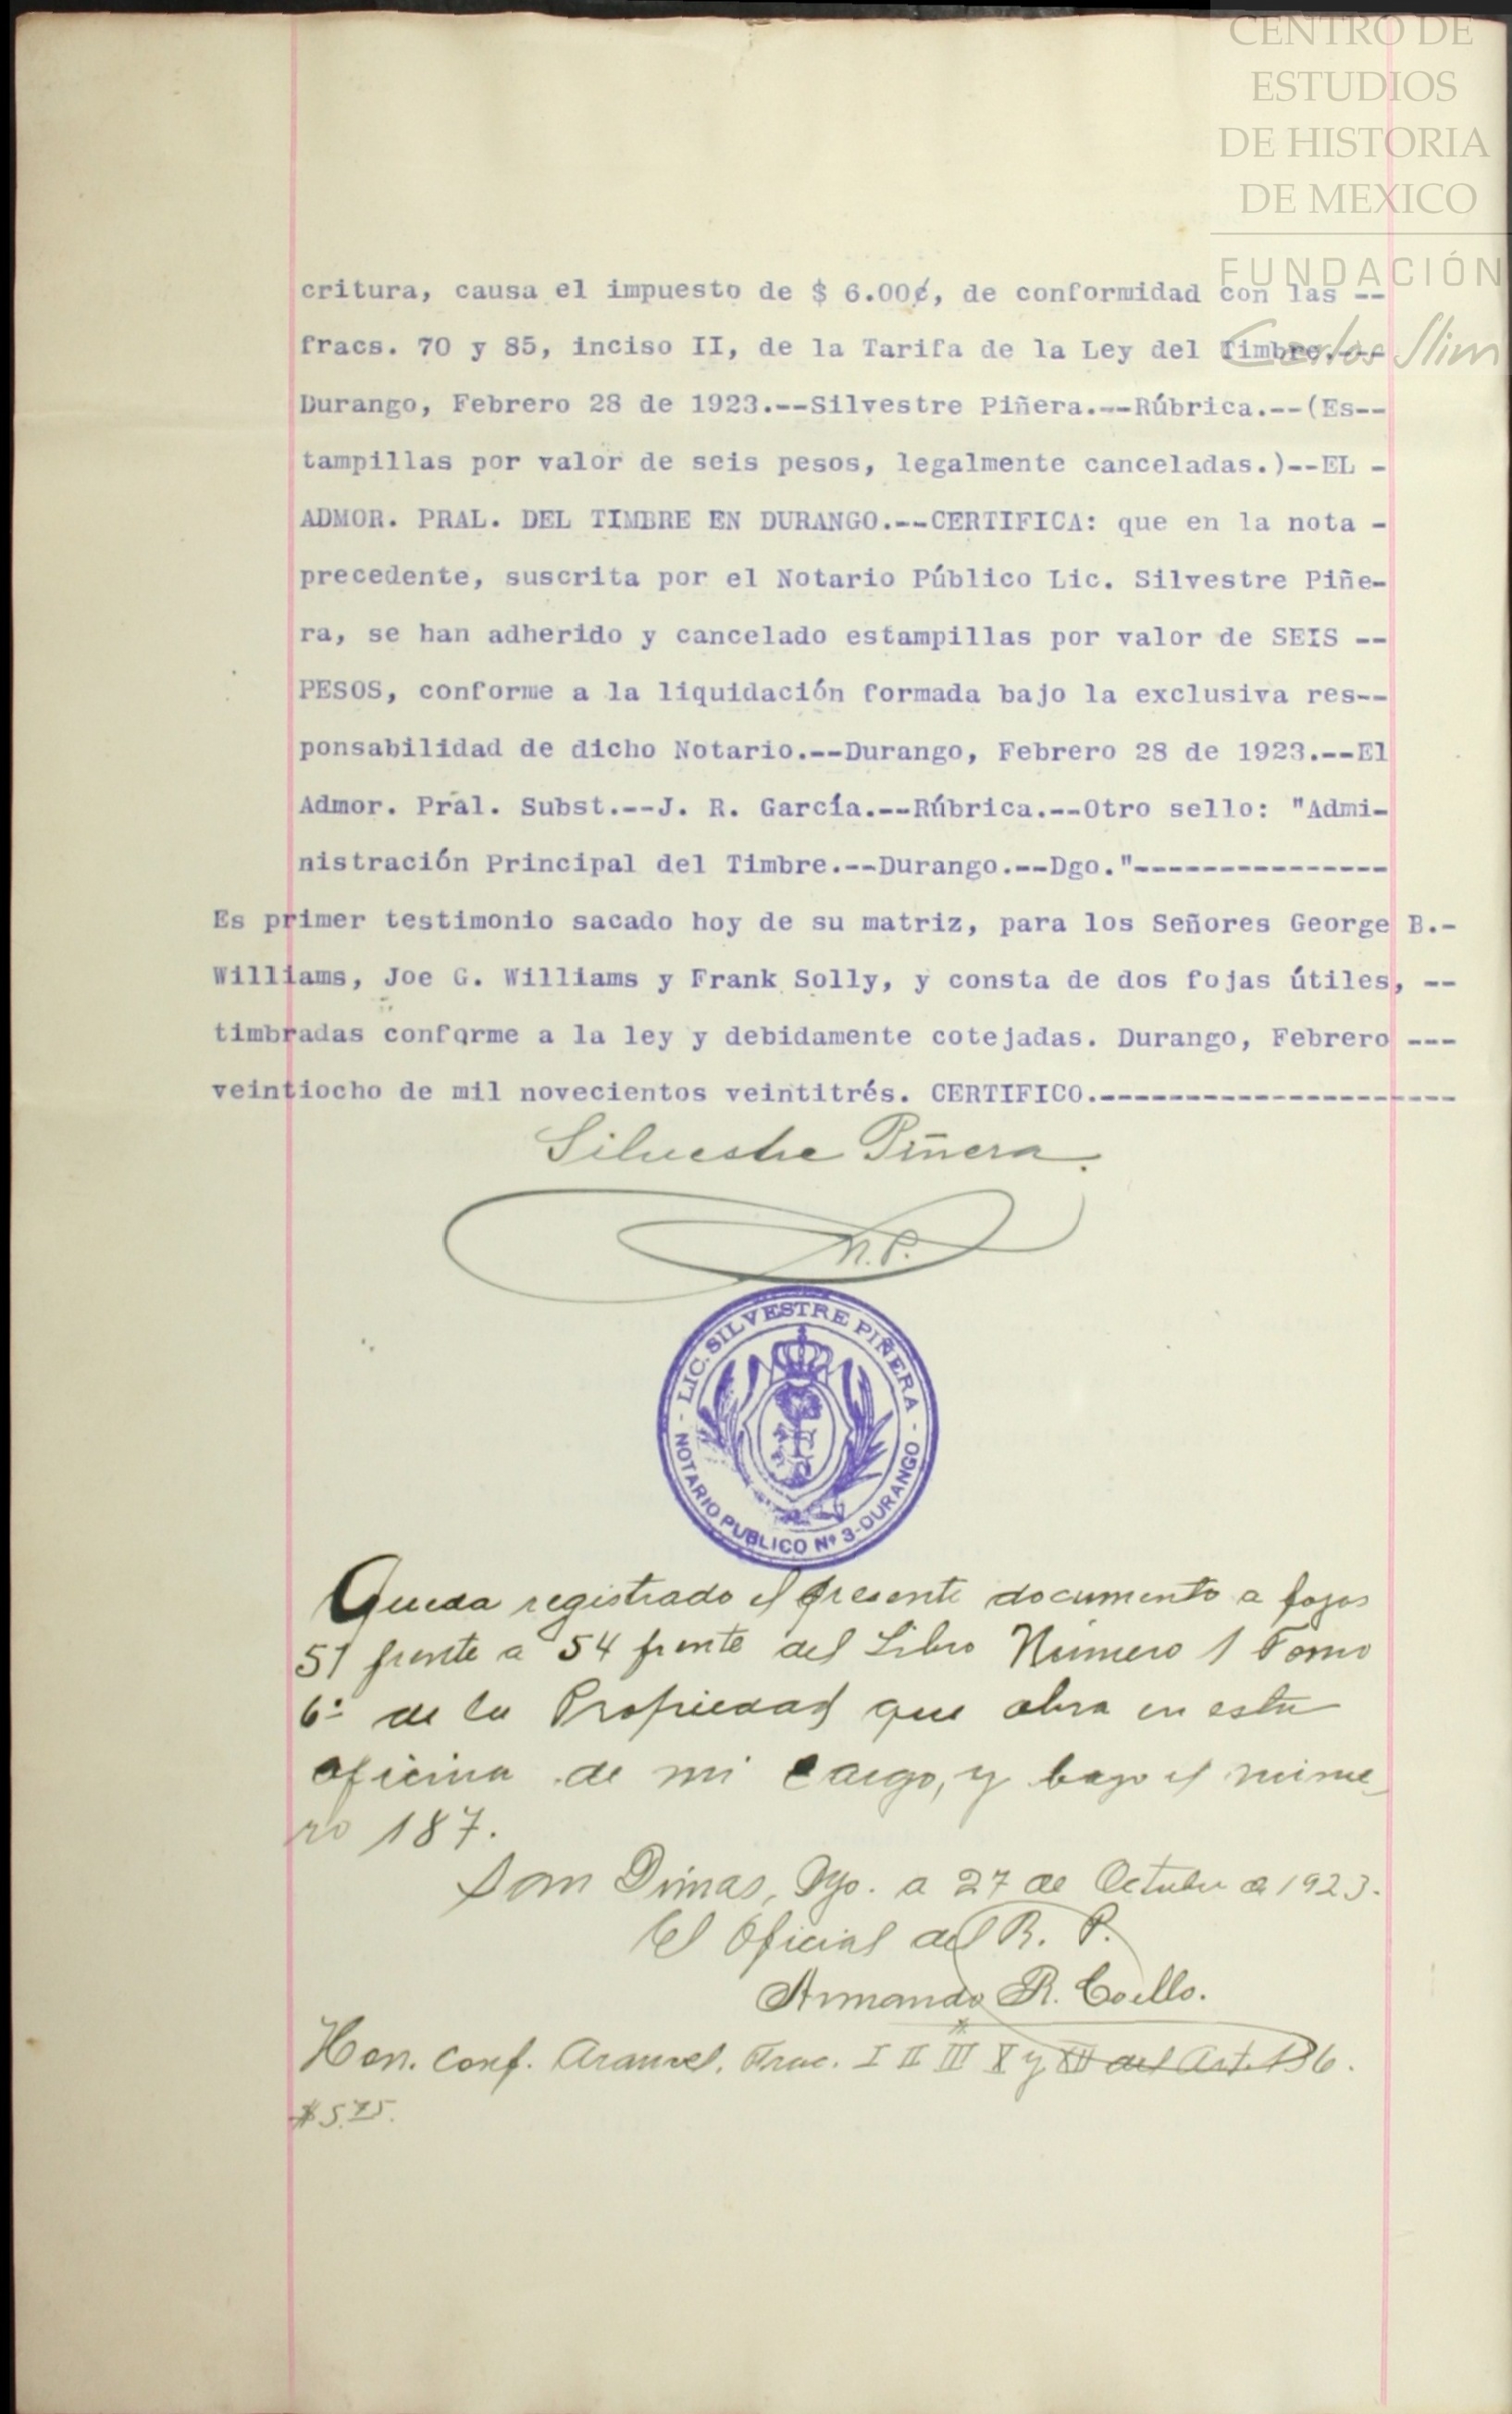 CENTRO DE
ESTUDIOS
DE HISTORIA
DE MEXICO
FUNDACIÓN
Carlos Slim
critura, causa el impuesto de $ 6.00¢, de conformidad con las --
fracs. 70 y 85, inciso II, de la Tarifa de la Ley del Timbre.---
Durango, Febrero 28 de 1923.--Silvestre Piñera.--Rúbrica.--(Es--
tampillas por valor de seis pesos, legalmente canceladas.)--EL -
ADMOR. PRAL. DEL TIMBRE EN DURANGO.--CERTIFICA: que en la nota -
precedente, suscrita por el Notario Público Lic. Silvestre Piñe-
ra, se han adherido y cancelado estampillas por valor de SEIS --
PESOS, conforme a la liquidación formada bajo la exclusiva res--
ponsabilidad de dicho Notario.--Durango, Febrero 28 de 1923.--El
Admor. Pral. Subst.--J. R. García.--Rúbrica.--Otro sello: "Admi-
nistración Principal del Timbre.--Durango.--Dgo."---------------
Es primer testimonio sacado hoy de su matriz, para los Señores George B.-
Williams, Joe G. Williams y Frank Solly, y consta de dos fojas útiles, --
timbradas conforme a la ley y debidamente cotejadas. Durango, Febrero ---
veintiocho de mil novecientos veintitrés. CERTIFICO.---------------------
Silvestre Piñera.
N.P.
- LIC. SILVESTRE PIÑERA -
NOTARIO PUBLICO Nº 3-DURANGO
Queda registrado el presente documento a fojas
51 frente a 54 frente del Libro Número 1 Tomo
6º de la Propiedad que obra en esta
oficina de mi cargo, y bajo el núme-
ro 187.
San Dimas, Dgo. a 27 de Octubre de 1923.
El Oficial del R. P.
Armando R. Coello.
Hon. conf. Arancel. Frac. I II III X y XII del Art. 136.
$5.75.